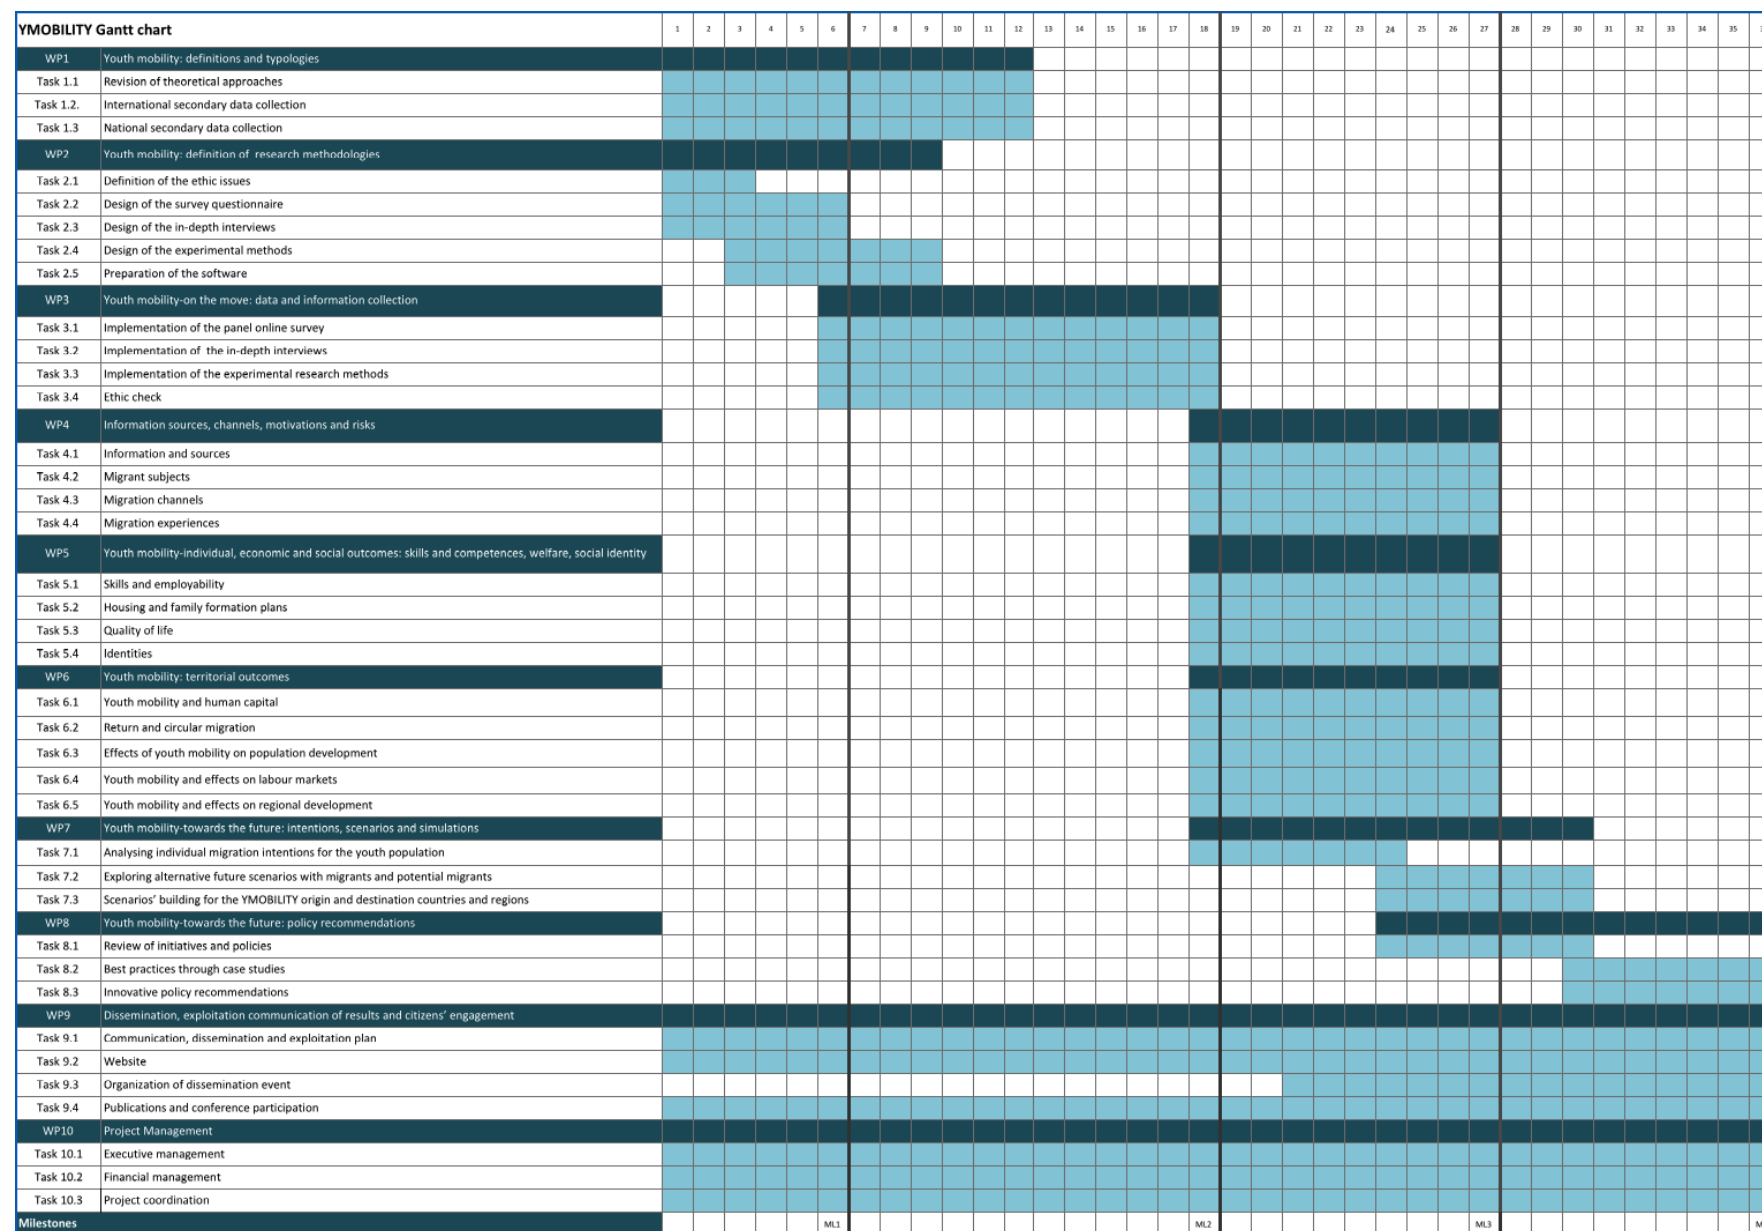 YMOBILITY Gantt chart 1 2 3 4 5 6 7 8 9 10 11 12 13 14 15 16 17 18 19 20 21 22 23 24 25 26 27 28 29 30 31 32 33 34 35
WP1 Youth mobility: definitions and typologies
Task 1.1 Revision of theoretical approaches
Task 1.2. International secondary data collection
Task 1.3 National secondary data collection
WP2 Youth mobility: definition of research methodologies
Task 2.1 Definition of the ethic issues
Task 2.2 Design of the survey questionnaire
Task 2.3 Design of the in-depth interviews
Task 2.4 Design of the experimental methods
Task 2.5 Preparation of the software
WP3 Youth mobility-on the move: data and information collection
Task 3.1 Implementation of the panel online survey
Task 3.2 Implementation of the in-depth interviews
Task 3.3 Implementation of the experimental research methods
Task 3.4 Ethic check
WP4 Information sources, channels, motivations and risks
Task 4.1 Information and sources
Task 4.2 Migrant subjects
Task 4.3 Migration channels
Task 4.4 Migration experiences
WP5 Youth mobility-individual, economic and social outcomes: skills and competences, welfare, social identity
Task 5.1 Skills and employability
Task 5.2 Housing and family formation plans
Task 5.3 Quality of life
Task 5.4 Identities
WP6 Youth mobility: territorial outcomes
Task 6.1 Youth mobility and human capital
Task 6.2 Return and circular migration
Task 6.3 Effects of youth mobility on population development
Task 6.4 Youth mobility and effects on labour markets
Task 6.5 Youth mobility and effects on regional development
WP7 Youth mobility-towards the future: intentions, scenarios and simulations
Task 7.1 Analysing individual migration intentions for the youth population
Task 7.2 Exploring alternative future scenarios with migrants and potential migrants
Task 7.3 Scenarios' building for the YMOBILITY origin and destination countries and regions
WP8 Youth mobility-towards the future: policy recommendations
Task 8.1 Review of initiatives and policies
Task 8.2 Best practices through case studies
Task 8.3 Innovative policy recommendations
WP9 Dissemination, exploitation communication of results and citizens' engagement
Task 9.1 Communication, dissemination and exploitation plan
Task 9.2 Website
Task 9.3 Organization of dissemination event
Task 9.4 Publications and conference participation
WP10 Project Management
Task 10.1 Executive management
Task 10.2 Financial management
Task 10.3 Project coordination
Milestones ML1 ML2 ML3